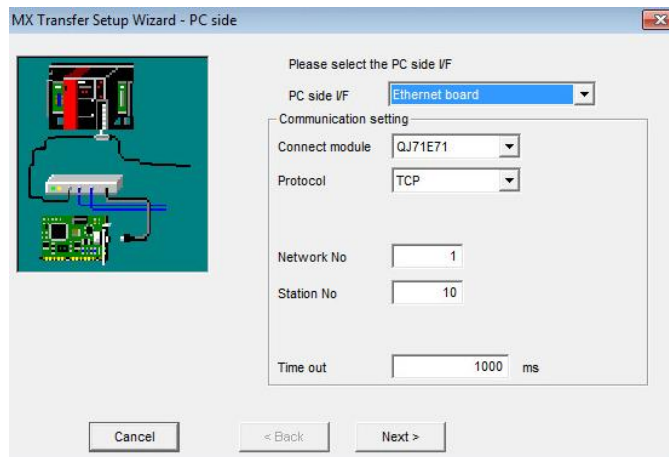 MX Transfer Setup Wizard - PC side
Please select the PC side I/F
PC side I/F Ethernet board
Communication setting
Connect module QJ71E71
Protocol TCP
Network No 1
Station No 10
Time out 1000 ms
Cancel < Back Next >